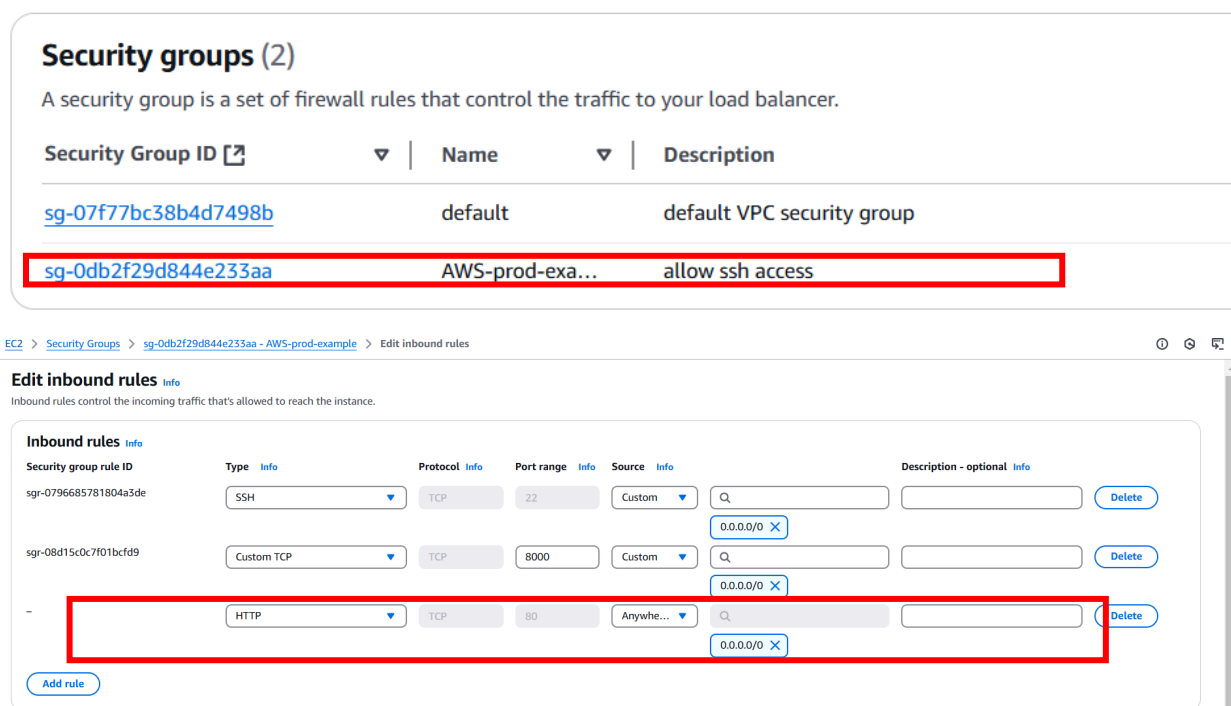 Security groups (2)
A security group is a set of firewall rules that control the traffic to your load balancer.
Security Group ID Name Description
sg-07f77bc38b4d7498b default default VPC security group
sg-0db2f29d844e233aa AWS-prod-exa... allow ssh access
EC2 > Security Groups > sg-0db2f29d844e233aa - AWS-prod-example > Edit inbound rules
Edit inbound rules Info
Inbound rules control the incoming traffic that's allowed to reach the instance.
Inbound rules Info
Security group rule ID Type Info Protocol Info Port range Info Source Info Description - optional Info
sgr-0796685781804a3de SSH TCP 22 Custom Delete
0.0.0.0/0
sgr-08d15c0c7f01bcfd9 Custom TCP TCP 8000 Custom Delete
0.0.0.0/0
– HTTP TCP 80 Anywhe... Delete
0.0.0.0/0
Add rule